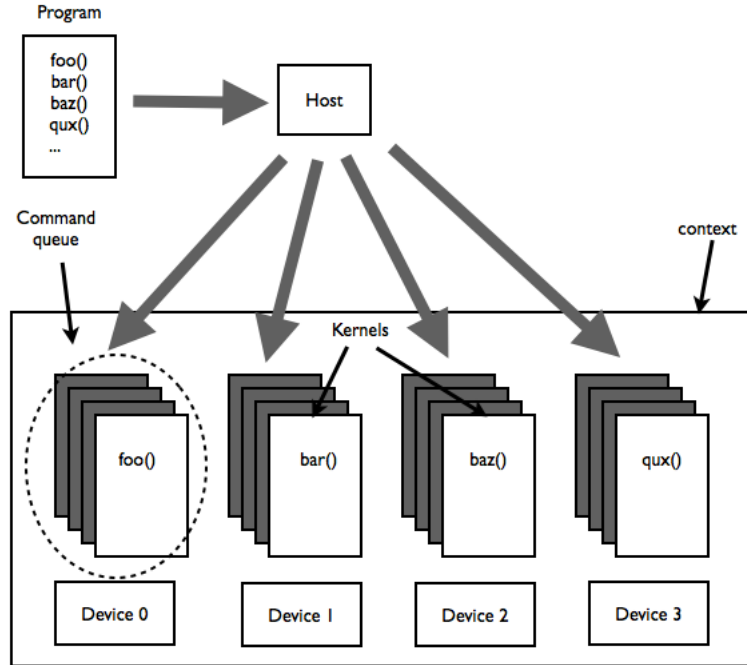 Program
foo()
bar()
baz()
qux()
...
Host
Command
queue
context
Kernels
foo()
bar()
baz()
qux()
Device 0
Device 1
Device 2
Device 3